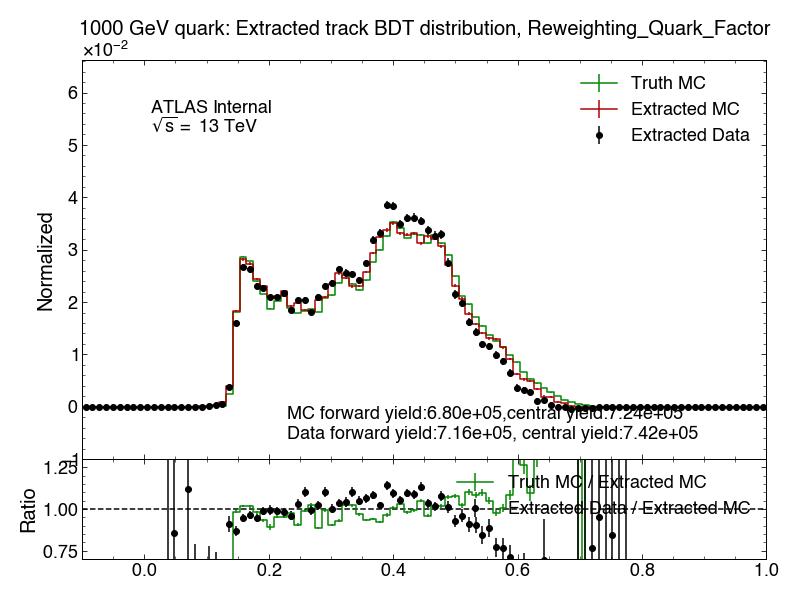 1000 GeV quark: Extracted track BDT distribution, Reweighting_Quark_Factor
×10⁻²
ATLAS Internal
√s = 13 TeV
Truth MC
Extracted MC
Extracted Data
Normalized
6
5
4
3
2
1
0
MC forward yield:6.80e+05,central yield:7.24e+05
Data forward yield:7.16e+05, central yield:7.42e+05
1
Ratio
1.25
1.00
0.75
Truth MC / Extracted MC
Extracted Data / Extracted MC
0.0 0.2 0.4 0.6 0.8 1.0